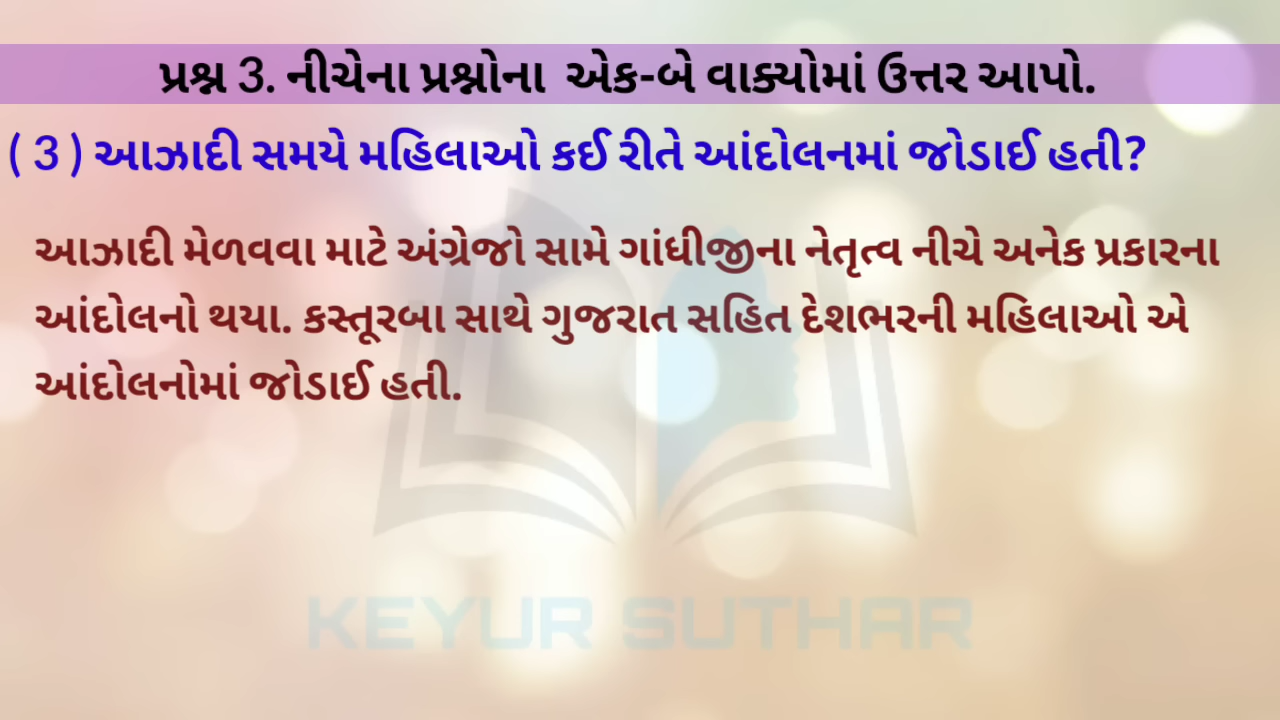 પ્રશ્ન 3. નીચેના પ્રશ્નોના એક-બે વાક્યોમાં ઉત્તર આપો.
( 3 ) આઝાદી સમયે મહિલાઓ કઈ રીતે આંદોલનમાં જોડાઈ હતી?
આઝાદી મેળવવા માટે અંગ્રેજો સામે ગાંધીજીના નેતૃત્વ નીચે અનેક પ્રકારના
આંદોલનો થયા. કસ્તૂરબા સાથે ગુજરાત સહિત દેશભરની મહિલાઓ એ
આંદોલનોમાં જોડાઈ હતી.
KEYUR SUTHAR